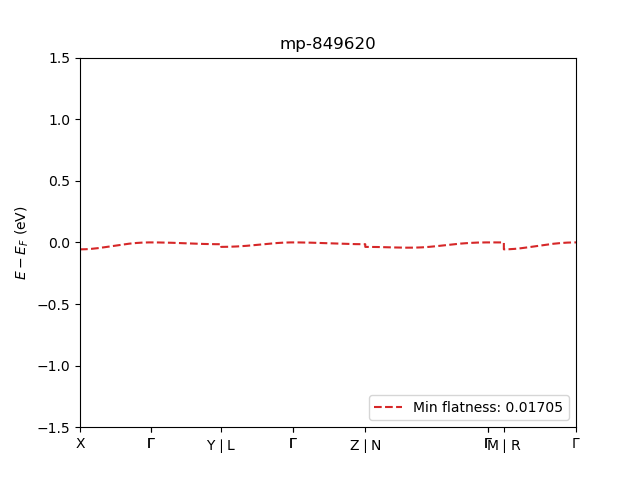 mp-849620
1.5
1.0
0.5
0.0
−0.5
−1.0
−1.5
E − E_F (eV)
Min flatness: 0.01705
X Γ Y | L Γ Z | N Γ M | R Γ